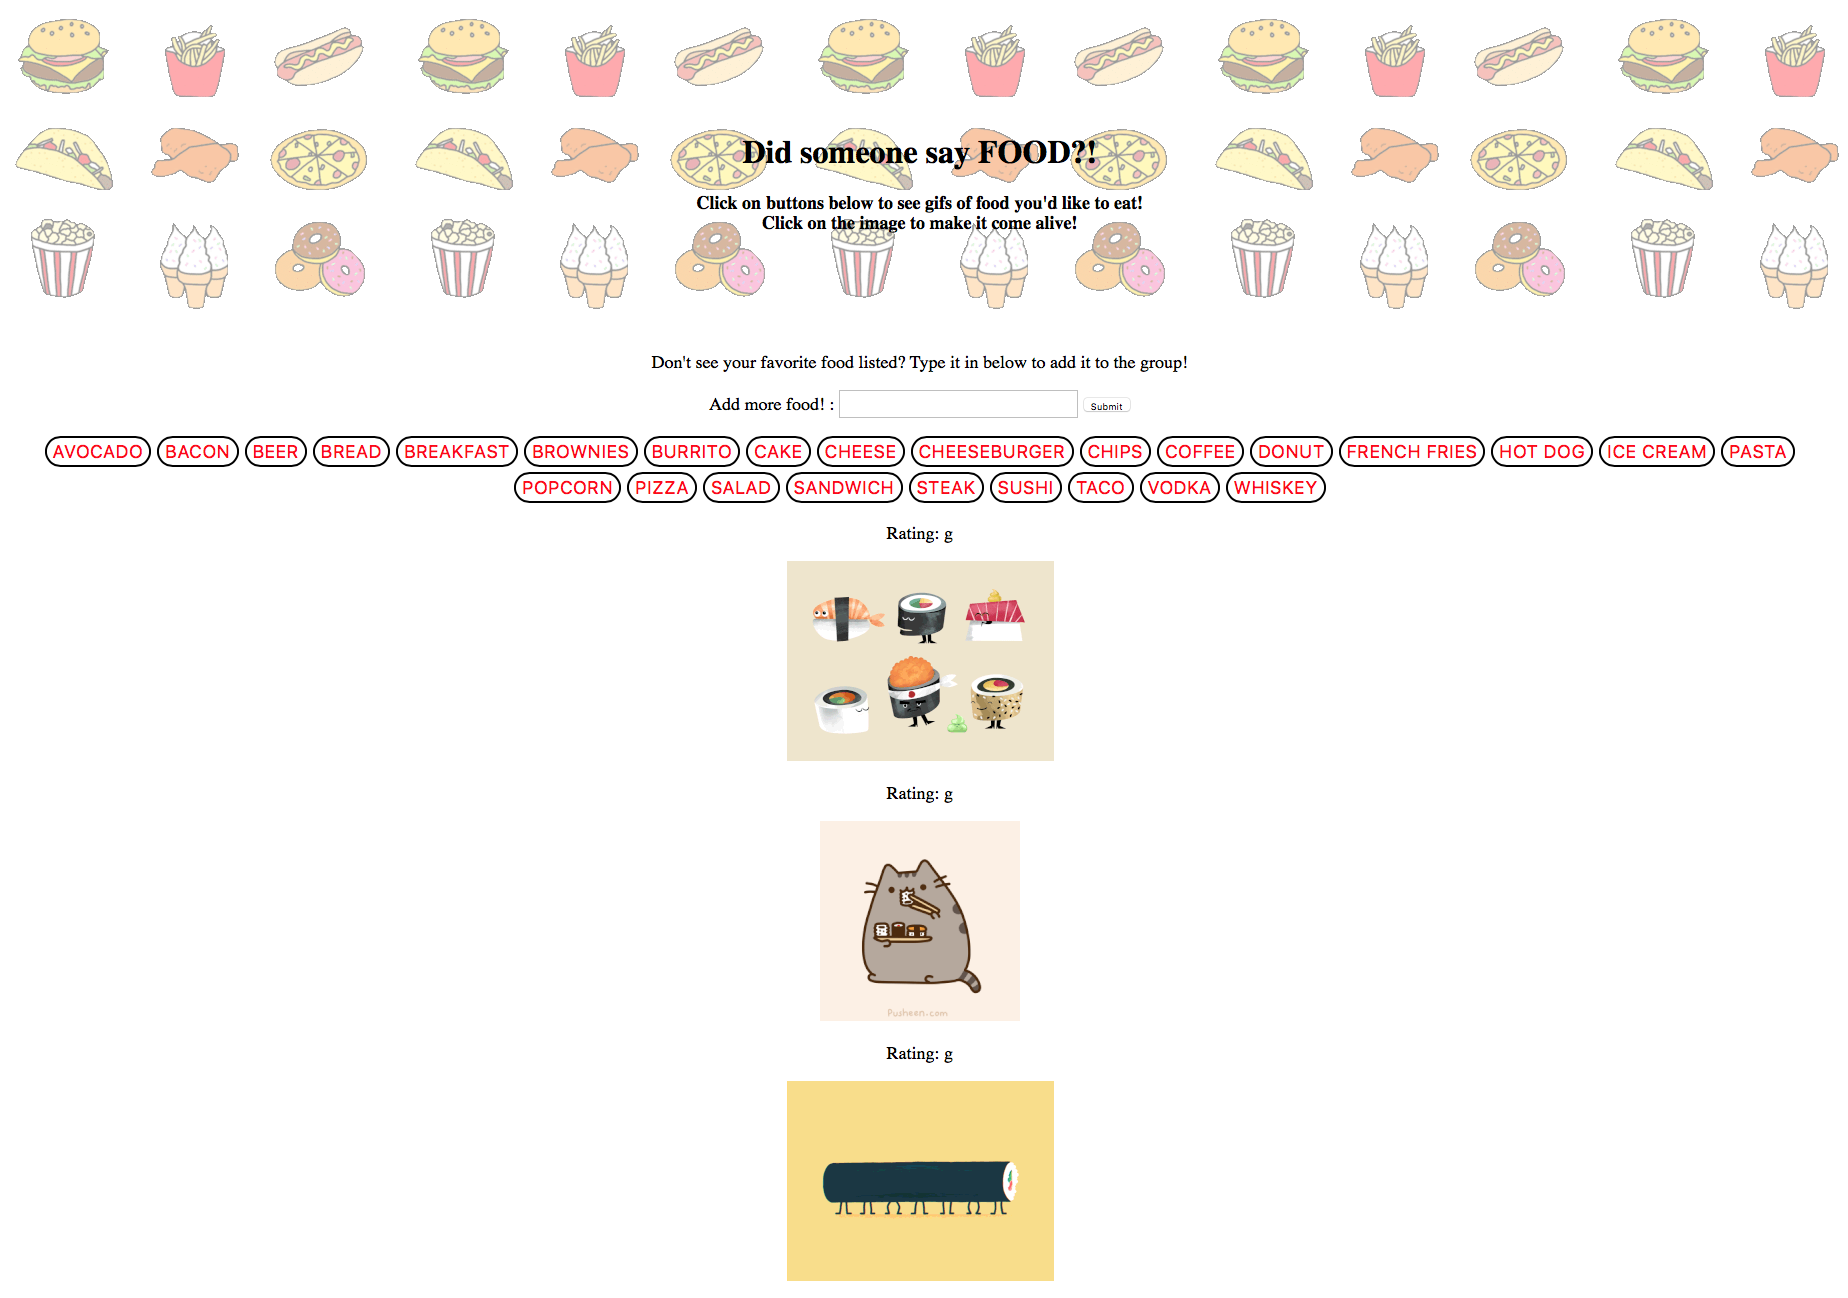 Did someone say FOOD?!
Click on buttons below to see gifs of food you'd like to eat!
Click on the image to make it come alive!
Don't see your favorite food listed? Type it in below to add it to the group!
Add more food! : Submit
AVOCADO BACON BEER BREAD BREAKFAST BROWNIES BURRITO CAKE CHEESE CHEESEBURGER CHIPS COFFEE DONUT FRENCH FRIES HOT DOG ICE CREAM PASTA
POPCORN PIZZA SALAD SANDWICH STEAK SUSHI TACO VODKA WHISKEY
Rating: g
Rating: g
Pusheen.com
Rating: g